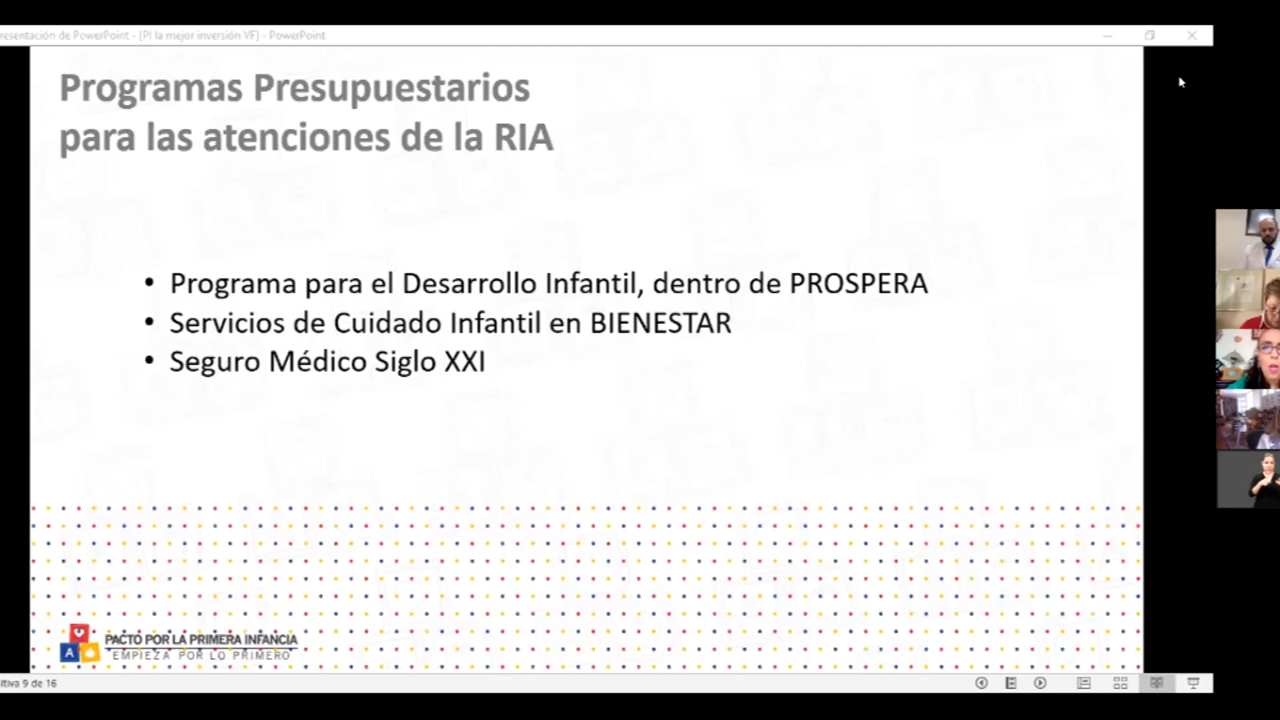 resentación de PowerPoint - [PI la mejor inversión VF] - PowerPoint
Programas Presupuestarios
para las atenciones de la RIA
• Programa para el Desarrollo Infantil, dentro de PROSPERA
• Servicios de Cuidado Infantil en BIENESTAR
• Seguro Médico Siglo XXI
A
PACTO POR LA PRIMERA INFANCIA
EMPIEZA POR LO PRIMERO
itiva 9 de 16